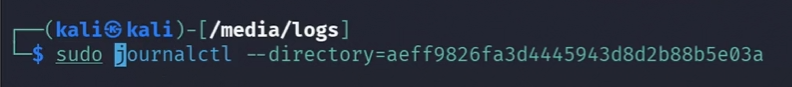 ┌──(kali㉿kali)-[/media/logs]
└─$ sudo journalctl --directory=aeff9826fa3d4445943d8d2b88b5e03a